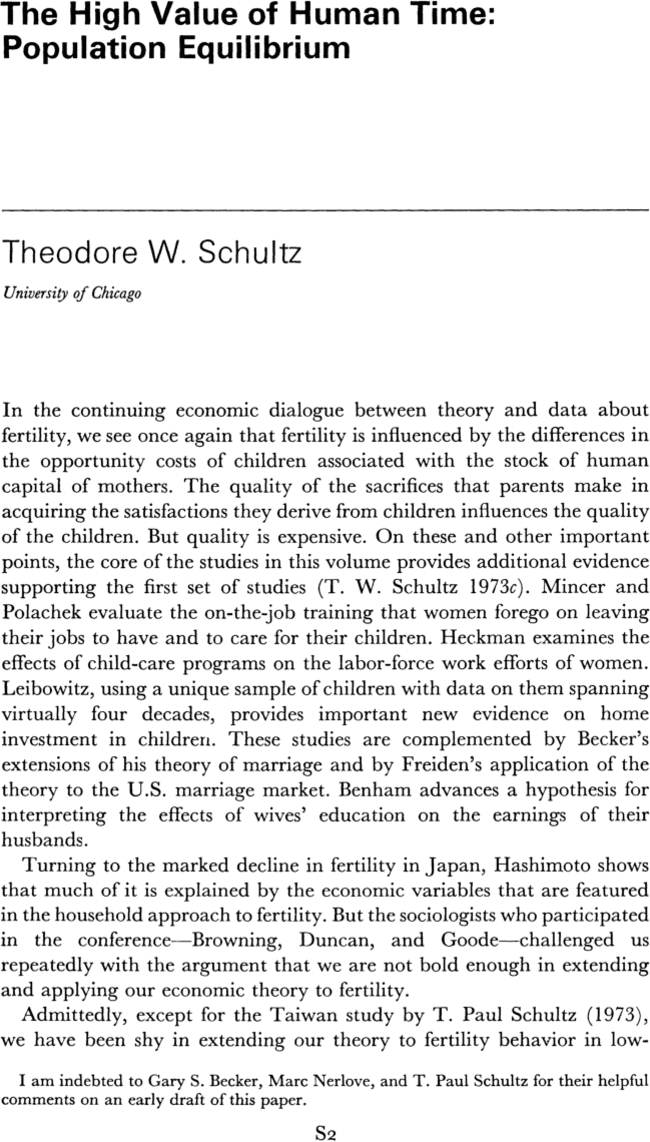 The High Value of Human Time:
Population Equilibrium
Theodore W. Schultz
University of Chicago
In the continuing economic dialogue between theory and data about
fertility, we see once again that fertility is influenced by the differences in
the opportunity costs of children associated with the stock of human
capital of mothers. The quality of the sacrifices that parents make in
acquiring the satisfactions they derive from children influences the quality
of the children. But quality is expensive. On these and other important
points, the core of the studies in this volume provides additional evidence
supporting the first set of studies (T. W. Schultz 1973c). Mincer and
Polachek evaluate the on-the-job training that women forego on leaving
their jobs to have and to care for their children. Heckman examines the
effects of child-care programs on the labor-force work efforts of women.
Leibowitz, using a unique sample of children with data on them spanning
virtually four decades, provides important new evidence on home
investment in children. These studies are complemented by Becker's
extensions of his theory of marriage and by Freiden's application of the
theory to the U.S. marriage market. Benham advances a hypothesis for
interpreting the effects of wives' education on the earnings of their
husbands.
Turning to the marked decline in fertility in Japan, Hashimoto shows
that much of it is explained by the economic variables that are featured
in the household approach to fertility. But the sociologists who participated
in the conference—Browning, Duncan, and Goode—challenged us
repeatedly with the argument that we are not bold enough in extending
and applying our economic theory to fertility.
Admittedly, except for the Taiwan study by T. Paul Schultz (1973),
we have been shy in extending our theory to fertility behavior in low-
I am indebted to Gary S. Becker, Marc Nerlove, and T. Paul Schultz for their helpful
comments on an early draft of this paper.
S2